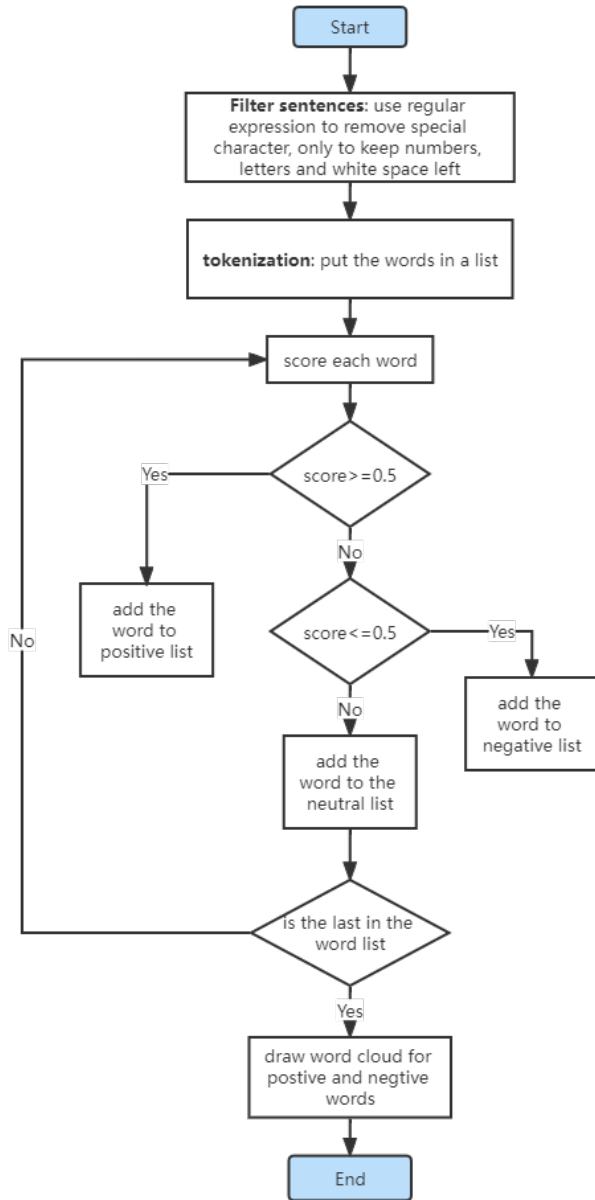 Start
Filter sentences: use regular
expression to remove special
character, only to keep numbers,
letters and white space left
tokenization: put the words in a list
score each word
score>=0.5
Yes
No
add the
word to
positive list
score<=0.5
Yes
No
No
add the
word to
negative list
add the
word to the
neutral list
is the last in the
word list
Yes
draw word cloud for
postive and negtive
words
End